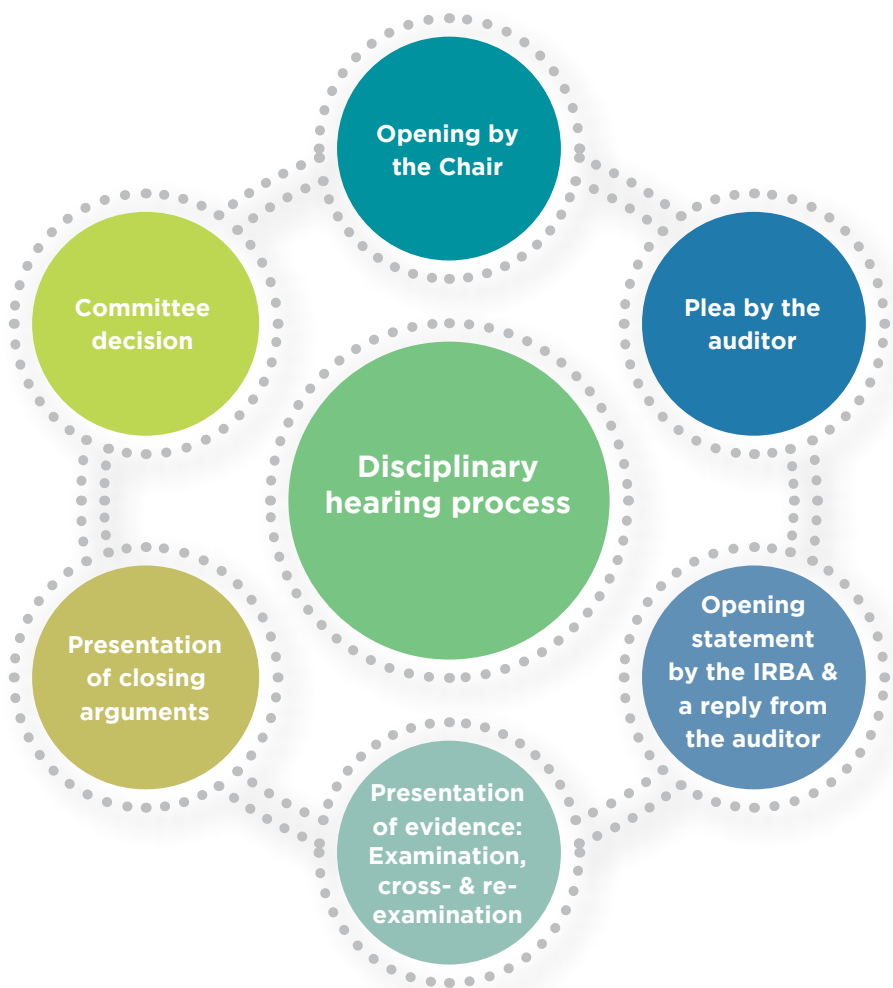 Opening by
the Chair
Plea by the
auditor
Opening
statement
by the IRBA &
a reply from
the auditor
Presentation
of evidence:
Examination,
cross- & re-
examination
Presentation
of closing
arguments
Committee
decision
Disciplinary
hearing process